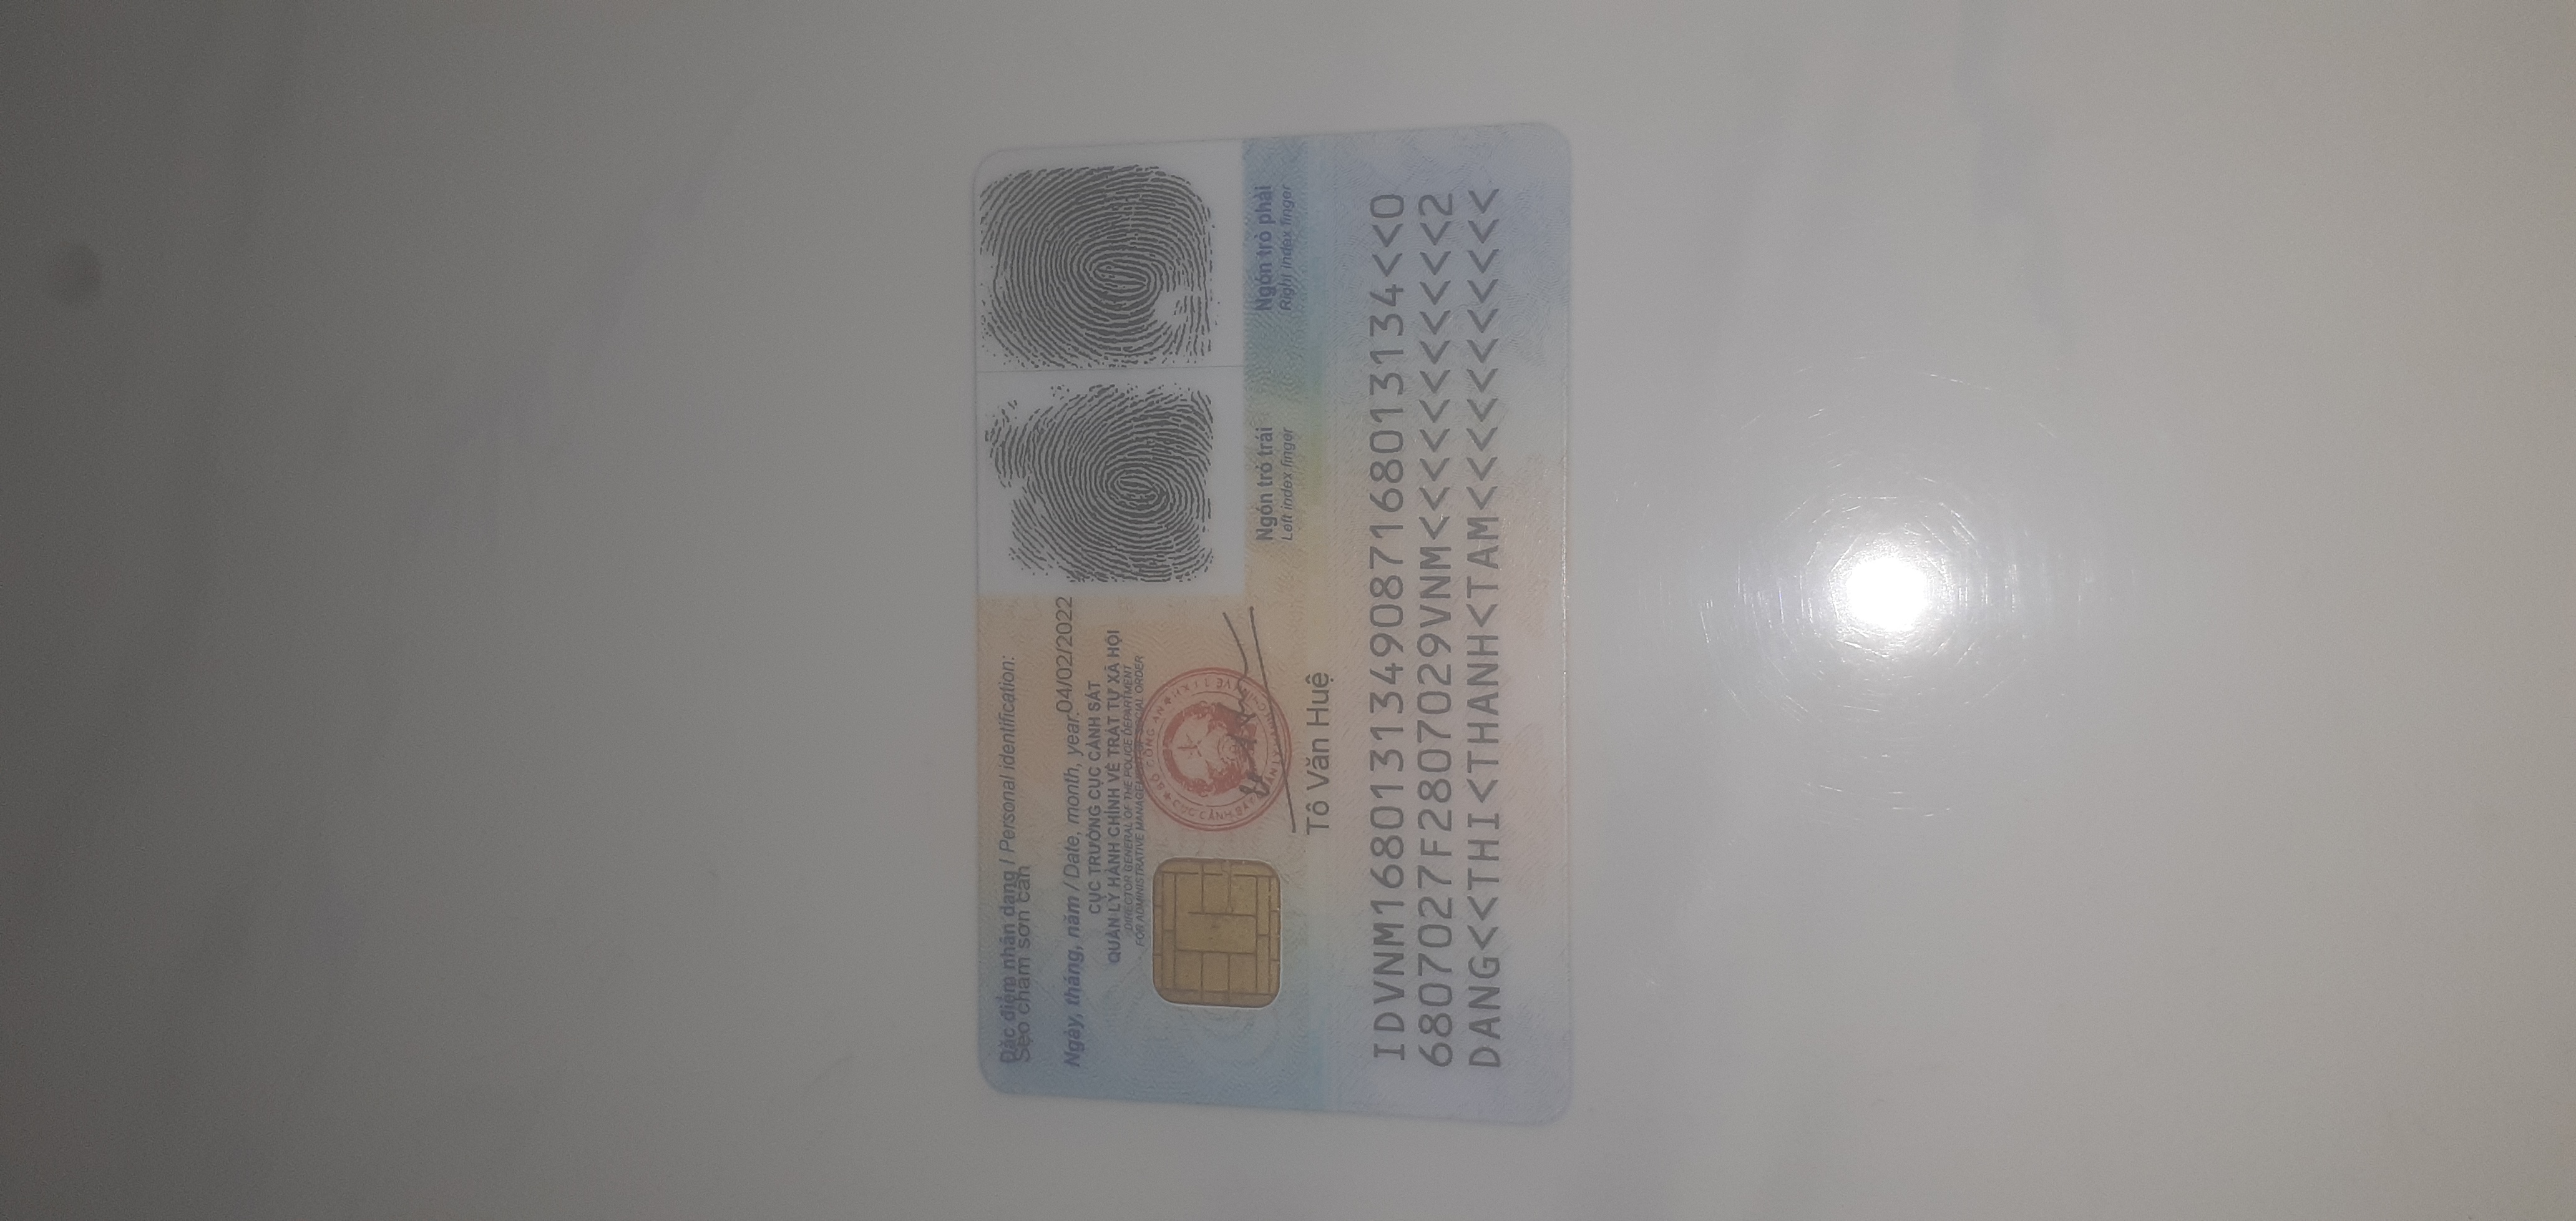 Đặc điểm nhân dạng / Personal identification:
Sẹo chấm sơn căn
Ngày, tháng, năm / Date, month, year:04/02/2022
CỤC TRƯỞNG CỤC CẢNH SÁT
QUẢN LÝ HÀNH CHÍNH VỀ TRẬT TỰ XÃ HỘI
DIRECTOR GENERAL OF THE POLICE DEPARTMENT
FOR ADMINISTRATIVE MANAGEMENT OF SOCIAL ORDER
BỘ CÔNG AN
Tô Văn Huệ
Ngón trỏ trái
Left index finger
Ngón trỏ phải
Right index finger
IDVNM1680131349087168013134<<0
6807027F2807029VNM<<<<<<<<<<<2
DANG<<THI<THANH<TAM<<<<<<<<<<<